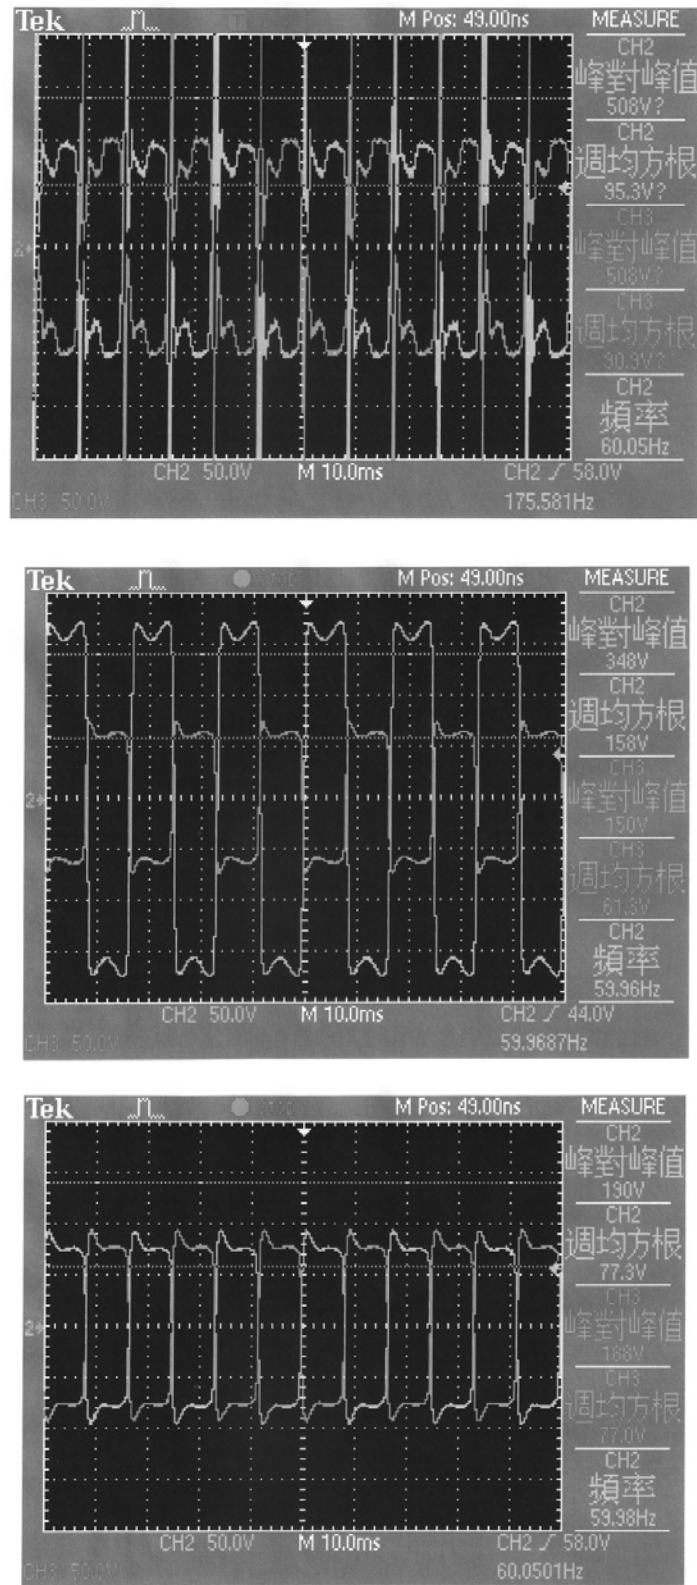 Tek M Pos: 49.00ns MEASURE
CH2
峰對峰值
508V?
CH2
週均方根
95.3V?
CH3
峰對峰值
508V?
CH3
週均方根
90.9V?
CH2
頻率
60.05Hz
2
CH2 50.0V M 10.0ms CH2 58.0V
CH3 50.0V 175.581Hz
Tek M Pos: 49.00ns MEASURE
CH2
峰對峰值
348V
CH2
週均方根
158V
CH3
峰對峰值
150V
CH3
週均方根
61.3V
CH2
頻率
59.96Hz
2
CH2 50.0V M 10.0ms CH2 44.0V
CH3 50.0V 59.9687Hz
Tek M Pos: 49.00ns MEASURE
CH2
峰對峰值
190V
CH2
週均方根
77.3V
CH3
峰對峰值
188V
CH3
週均方根
77.0V
CH2
頻率
59.98Hz
2
CH2 50.0V M 10.0ms CH2 58.0V
CH3 50.0V 60.0501Hz